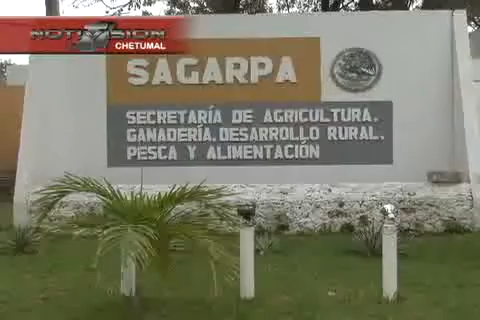 NOTIVISION
CHETUMAL
SAGARPA
SECRETARÍA DE AGRICULTURA,
GANADERÍA, DESARROLLO RURAL,
PESCA Y ALIMENTACIÓN